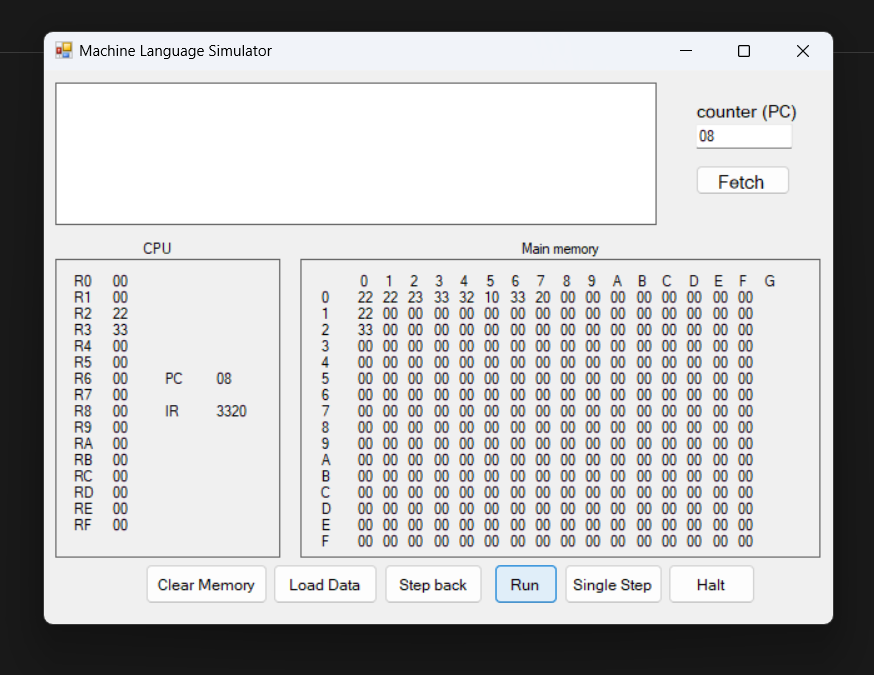 Machine Language Simulator
counter (PC)
08
Fetch
CPU
R0 00
R1 00
R2 22
R3 33
R4 00
R5 00
R6 00 PC 08
R7 00
R8 00 IR 3320
R9 00
RA 00
RB 00
RC 00
RD 00
RE 00
RF 00
Main memory
0 1 2 3 4 5 6 7 8 9 A B C D E F G
0 22 22 23 33 32 10 33 20 00 00 00 00 00 00 00 00
1 22 00 00 00 00 00 00 00 00 00 00 00 00 00 00 00
2 33 00 00 00 00 00 00 00 00 00 00 00 00 00 00 00
3 00 00 00 00 00 00 00 00 00 00 00 00 00 00 00 00
4 00 00 00 00 00 00 00 00 00 00 00 00 00 00 00 00
5 00 00 00 00 00 00 00 00 00 00 00 00 00 00 00 00
6 00 00 00 00 00 00 00 00 00 00 00 00 00 00 00 00
7 00 00 00 00 00 00 00 00 00 00 00 00 00 00 00 00
8 00 00 00 00 00 00 00 00 00 00 00 00 00 00 00 00
9 00 00 00 00 00 00 00 00 00 00 00 00 00 00 00 00
A 00 00 00 00 00 00 00 00 00 00 00 00 00 00 00 00
B 00 00 00 00 00 00 00 00 00 00 00 00 00 00 00 00
C 00 00 00 00 00 00 00 00 00 00 00 00 00 00 00 00
D 00 00 00 00 00 00 00 00 00 00 00 00 00 00 00 00
E 00 00 00 00 00 00 00 00 00 00 00 00 00 00 00 00
F 00 00 00 00 00 00 00 00 00 00 00 00 00 00 00 00
Clear Memory Load Data Step back Run Single Step Halt